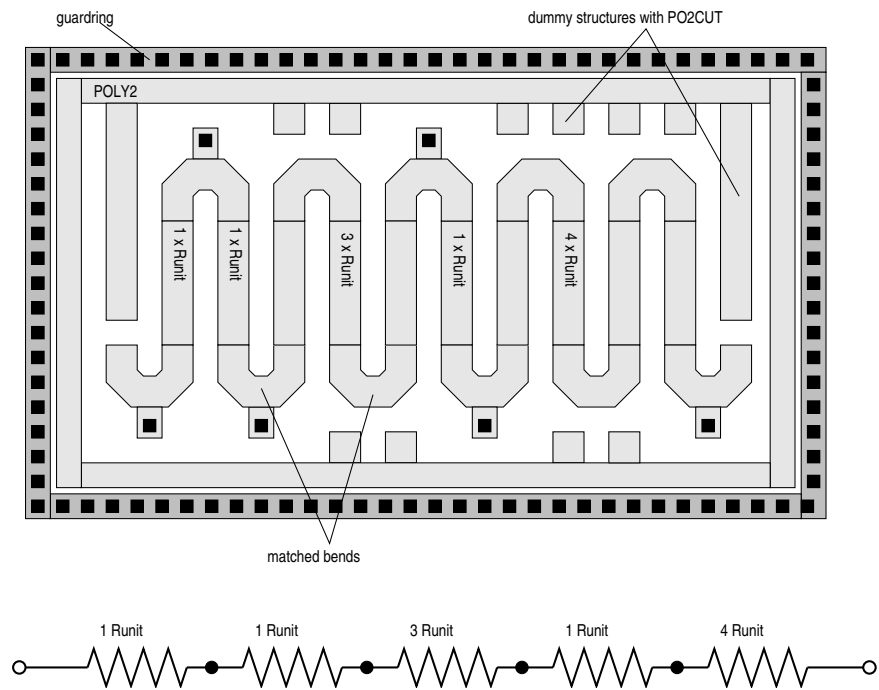 guardring
dummy structures with PO2CUT
POLY2
1 x Runit
1 x Runit
3 x Runit
1 x Runit
4 x Runit
matched bends
1 Runit
1 Runit
3 Runit
1 Runit
4 Runit